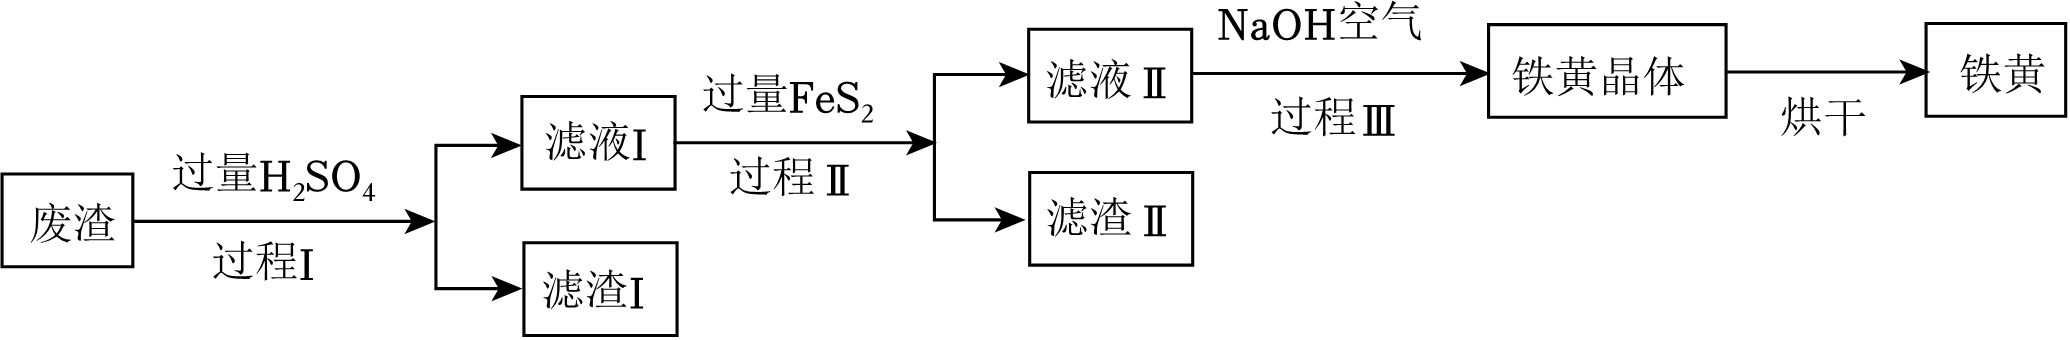 废渣
过量H₂SO₄
过程Ⅰ
滤液Ⅰ
滤渣Ⅰ
过量FeS₂
过程Ⅱ
滤液Ⅱ
滤渣Ⅱ
NaOH空气
过程Ⅲ
铁黄晶体
烘干
铁黄